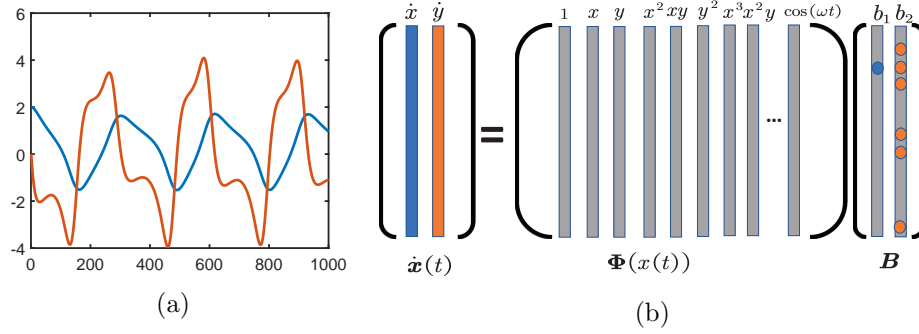 6
4
2
0
-2
-4
0 200 400 600 800 1000
(a)
ẋ ẏ
=
1 x y x² xy y² x³ x² y cos(ωt)
...
b₁ b₂
ẋ(t)
Φ(x(t))
B
(b)